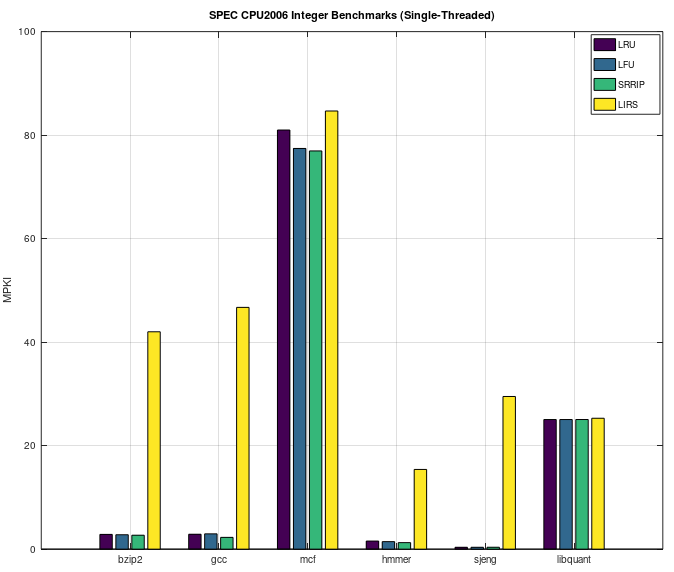 SPEC CPU2006 Integer Benchmarks (Single-Threaded)
100
80
60
40
20
0
MPKI
LRU
LFU
SRRIP
LIRS
bzip2 gcc mcf hmmer sjeng libquant